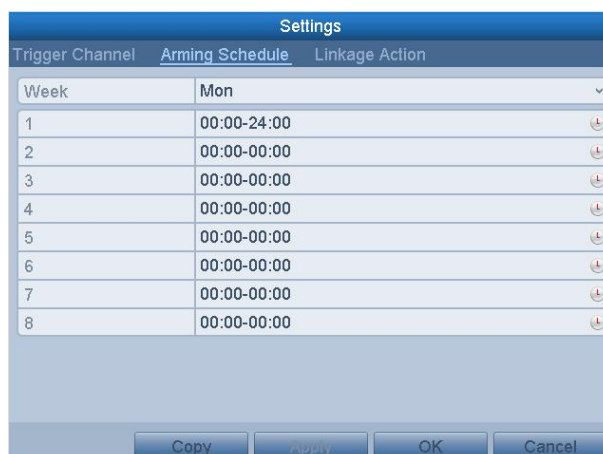 Settings
Trigger Channel Arming Schedule Linkage Action
Week Mon
1 00:00-24:00
2 00:00-00:00
3 00:00-00:00
4 00:00-00:00
5 00:00-00:00
6 00:00-00:00
7 00:00-00:00
8 00:00-00:00
Copy Apply OK Cancel